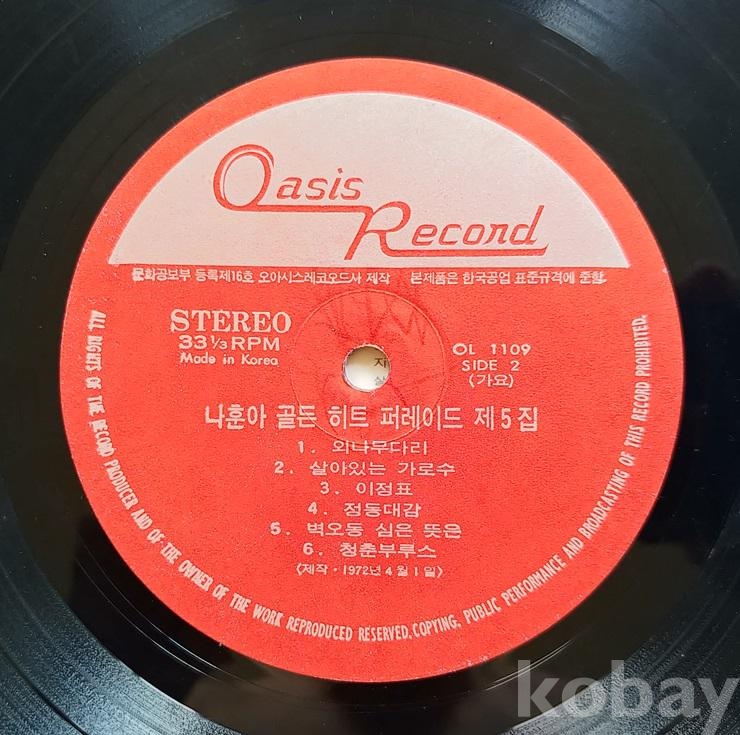 Oasis
Record
문화공보부 등록제16호 오아시스레코오드사 제작 본제품은 한국공업 표준규격에 준함.
STEREO
33⅓RPM
Made in Korea
OL 1109
SIDE 2
(가요)
나훈아 골든 히트 퍼레이드 제5집
1. 외나무다리
2. 살아있는 가로수
3. 이정표
4. 정동대감
5. 벽오동 심은 뜻은
6. 청춘부루스
(제작·1972년 4월 1일)
ALL RIGHTS OF THE RECORD PRODUCER AND OF THE OWNER OF THE WORK REPRODUCED RESERVED. COPYING. PUBLIC PERFORMANCE AND BROADCASTING OF THIS RECORD PROHIBITED.
kobay